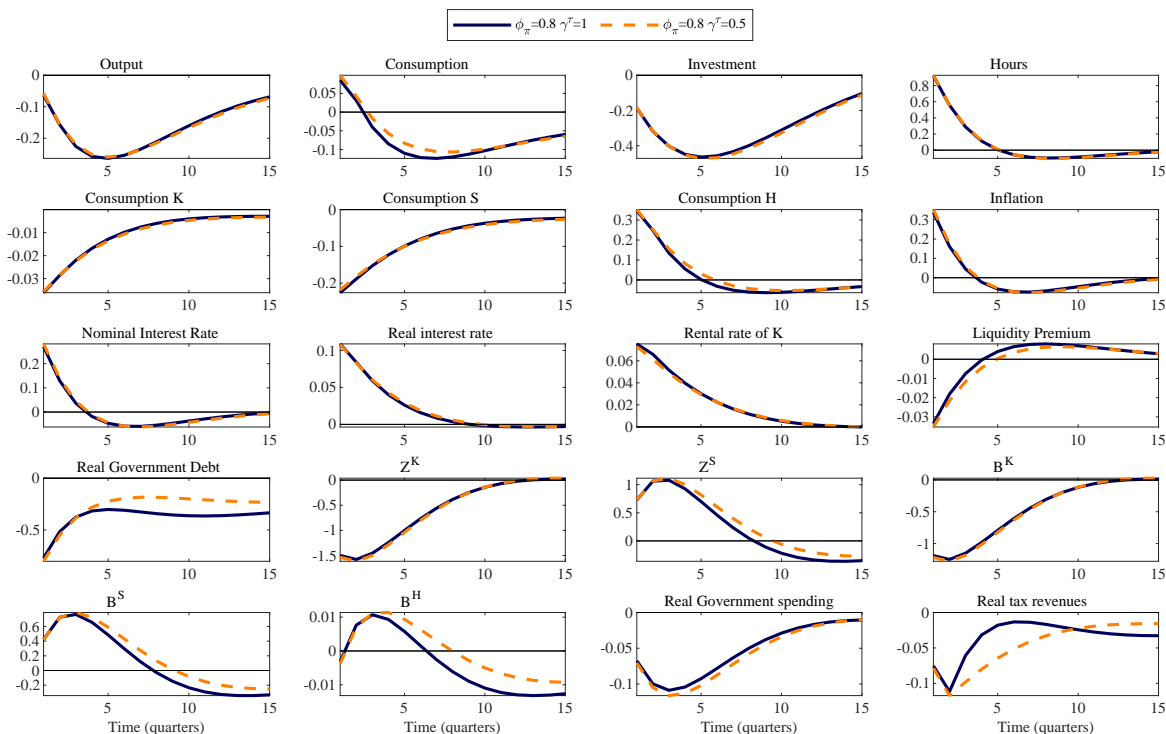 ϕπ=0.8 γτ=1 ϕπ=0.8 γτ=0.5
Output Consumption Investment Hours
0 -0.1 -0.2
0.05 0 -0.05 -0.1
0 -0.2 -0.4
0.8 0.6 0.4 0.2 0
5 10 15 5 10 15 5 10 15 5 10 15
Consumption K Consumption S Consumption H Inflation
-0.01 -0.02 -0.03
0 -0.1 -0.2
0.3 0.2 0.1 0
0.3 0.2 0.1 0
5 10 15 5 10 15 5 10 15 5 10 15
Nominal Interest Rate Real interest rate Rental rate of K Liquidity Premium
0.2 0.1 0
0.1 0.05 0
0.06 0.04 0.02 0
0 -0.01 -0.02 -0.03
5 10 15 5 10 15 5 10 15 5 10 15
Real Government Debt Z^K Z^S B^K
0 -0.5
0 -0.5 -1 -1.5
1 0.5 0
0 -0.5 -1
5 10 15 5 10 15 5 10 15 5 10 15
B^S B^H Real Government spending Real tax revenues
0.6 0.4 0.2 0 -0.2
0.01 0 -0.01
0 -0.05 -0.1
0 -0.05 -0.1
5 10 15 5 10 15 5 10 15 5 10 15
Time (quarters) Time (quarters) Time (quarters) Time (quarters)